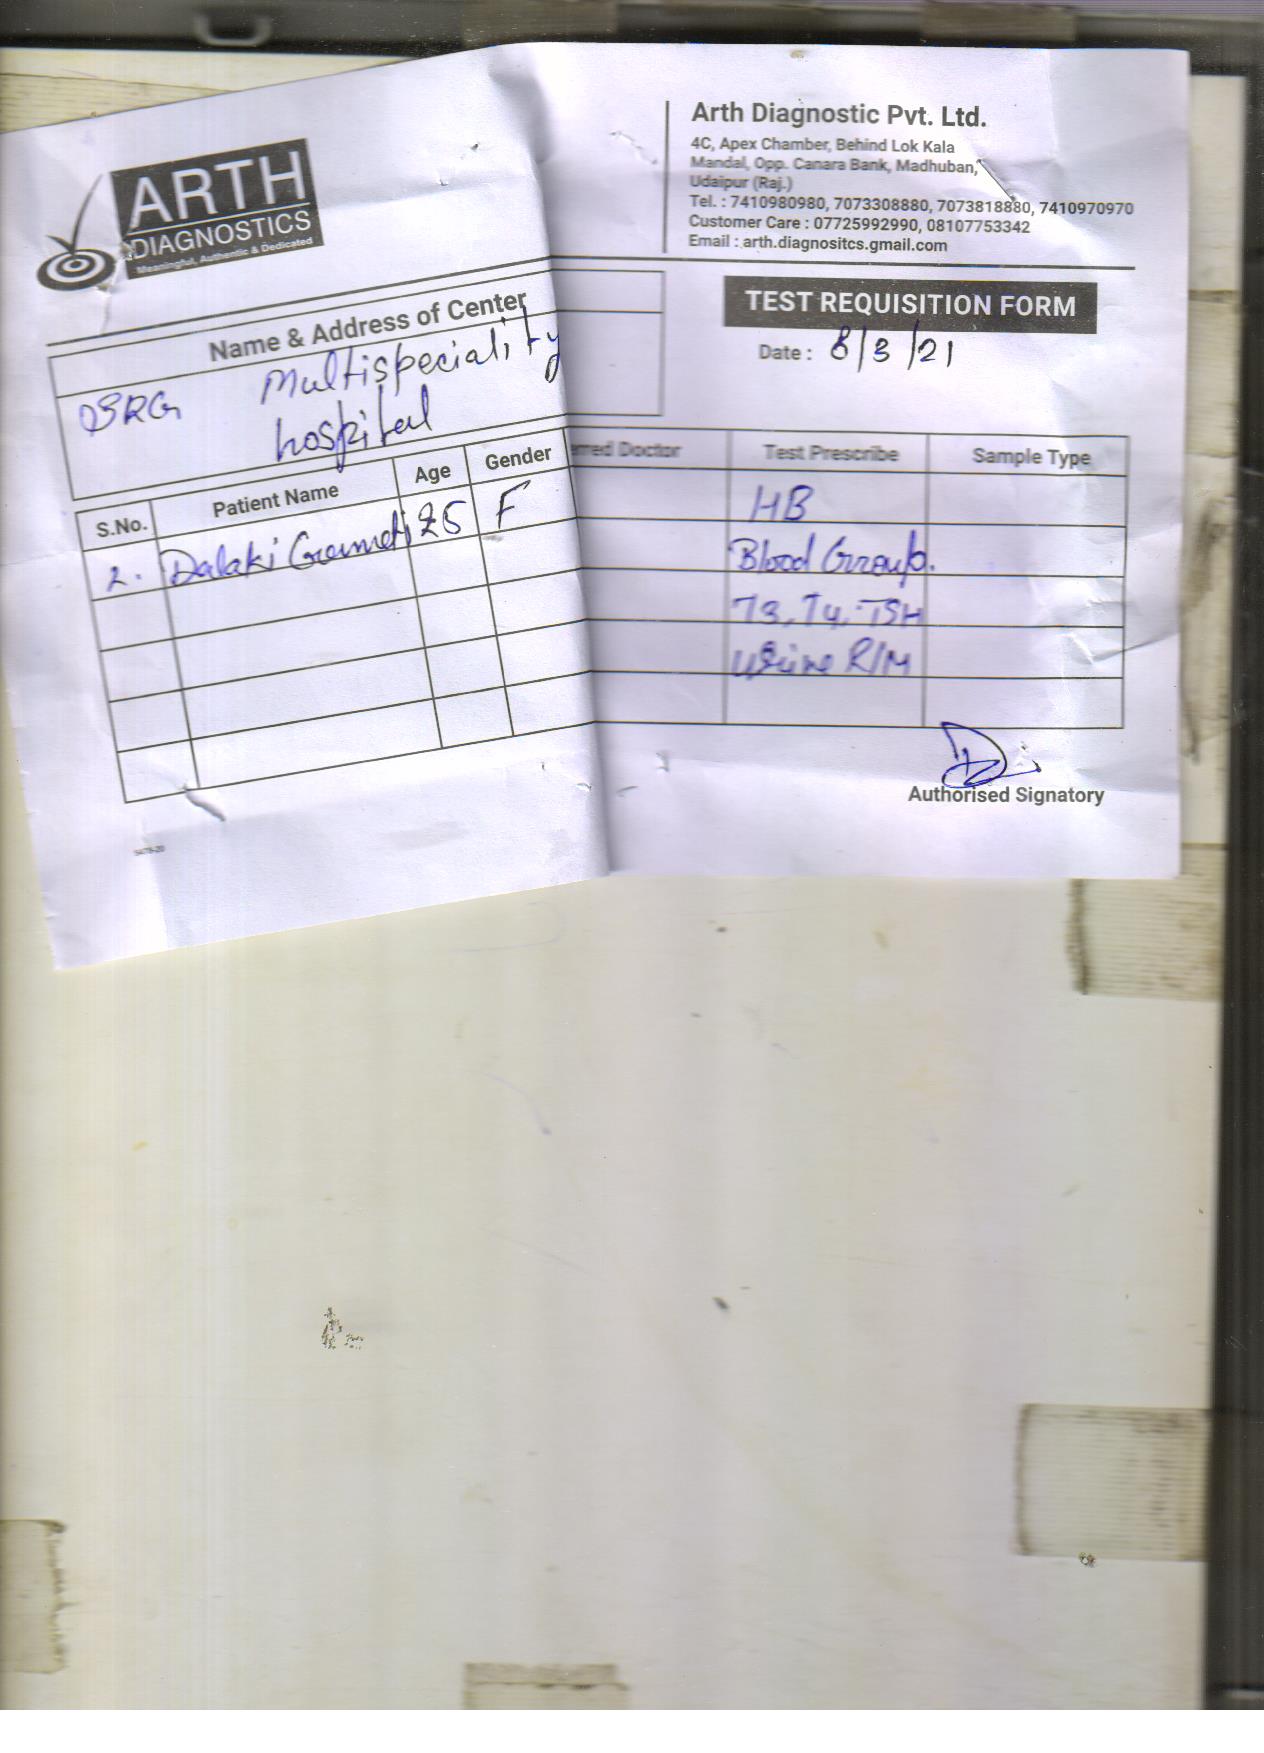 ARTH
DIAGNOSTICS
Meaningful, Authentic & Dedicated
Arth Diagnostic Pvt. Ltd.
4C, Apex Chamber, Behind Lok Kala
Mandal, Opp. Canara Bank, Madhuban,
Udaipur (Raj.)
Tel. : 7410980980, 7073308880, 7073818880, 7410970970
Customer Care : 07725992990, 08107753342
Email : arth.diagnositcs.gmail.com
Name & Address of Center
Multispeciality
hospital
TEST REQUISITION FORM
Date : 8/3/21
S.No. Patient Name Age Gender rred Doctor Test Prescribe Sample Type
Dalaki 25 F HB
Blood Group.
T3, T4, TSH
Urine R/M
Authorised Signatory